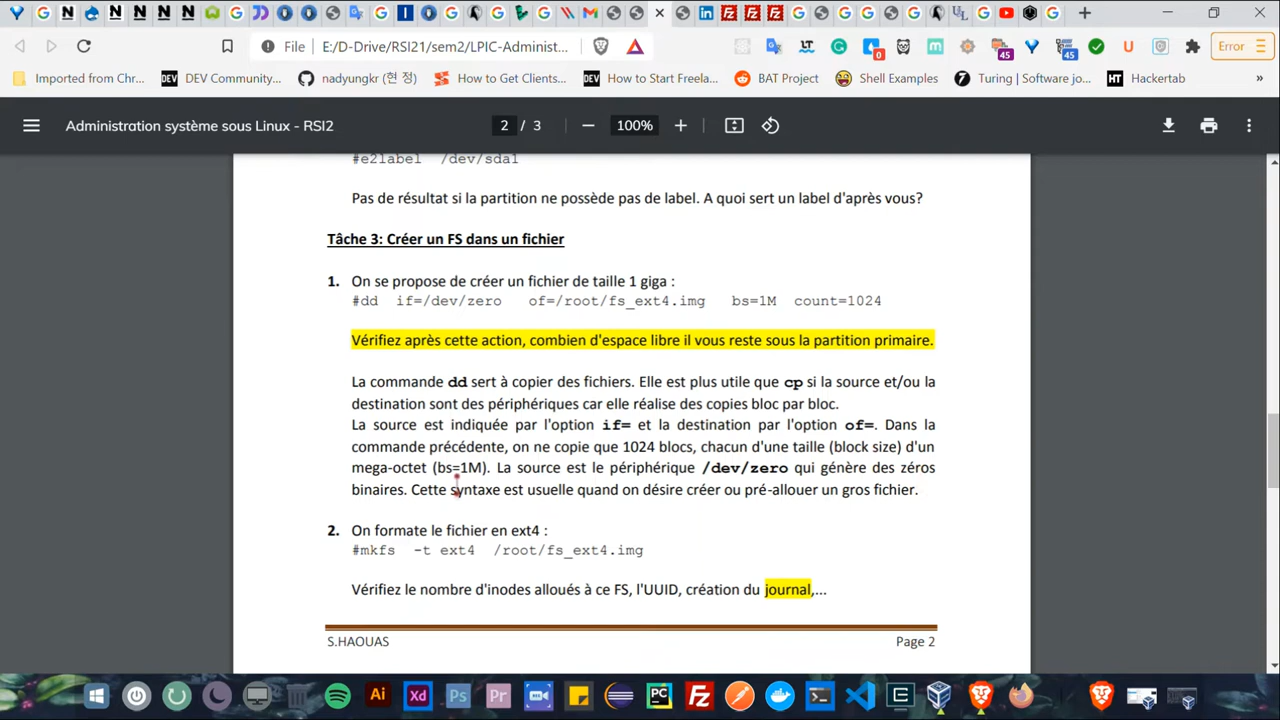 File E:/D-Drive/RSI21/sem2/LPIC-Administ... 0 45 45 Error
Imported from Chr... DEV Community... nadyungkr (현 정) How to Get Clients... How to Start Freela... BAT Project Shell Examples Turing | Software jo... Hackertab »
Administration système sous Linux - RSI2 2 / 3 100%
#e2label /dev/sda1
Pas de résultat si la partition ne possède pas de label. A quoi sert un label d'après vous?
Tâche 3: Créer un FS dans un fichier
1. On se propose de créer un fichier de taille 1 giga :
#dd if=/dev/zero of=/root/fs_ext4.img bs=1M count=1024
Vérifiez après cette action, combien d'espace libre il vous reste sous la partition primaire.
La commande dd sert à copier des fichiers. Elle est plus utile que cp si la source et/ou la
destination sont des périphériques car elle réalise des copies bloc par bloc.
La source est indiquée par l'option if= et la destination par l'option of=. Dans la
commande précédente, on ne copie que 1024 blocs, chacun d'une taille (block size) d'un
mega-octet (bs=1M). La source est le périphérique /dev/zero qui génère des zéros
binaires. Cette syntaxe est usuelle quand on désire créer ou pré-allouer un gros fichier.
2. On formate le fichier en ext4 :
#mkfs -t ext4 /root/fs_ext4.img
Vérifiez le nombre d'inodes alloués à ce FS, l'UUID, création du journal,...
S.HAOUAS Page 2
Ai Xd Ps Pr PC FZ